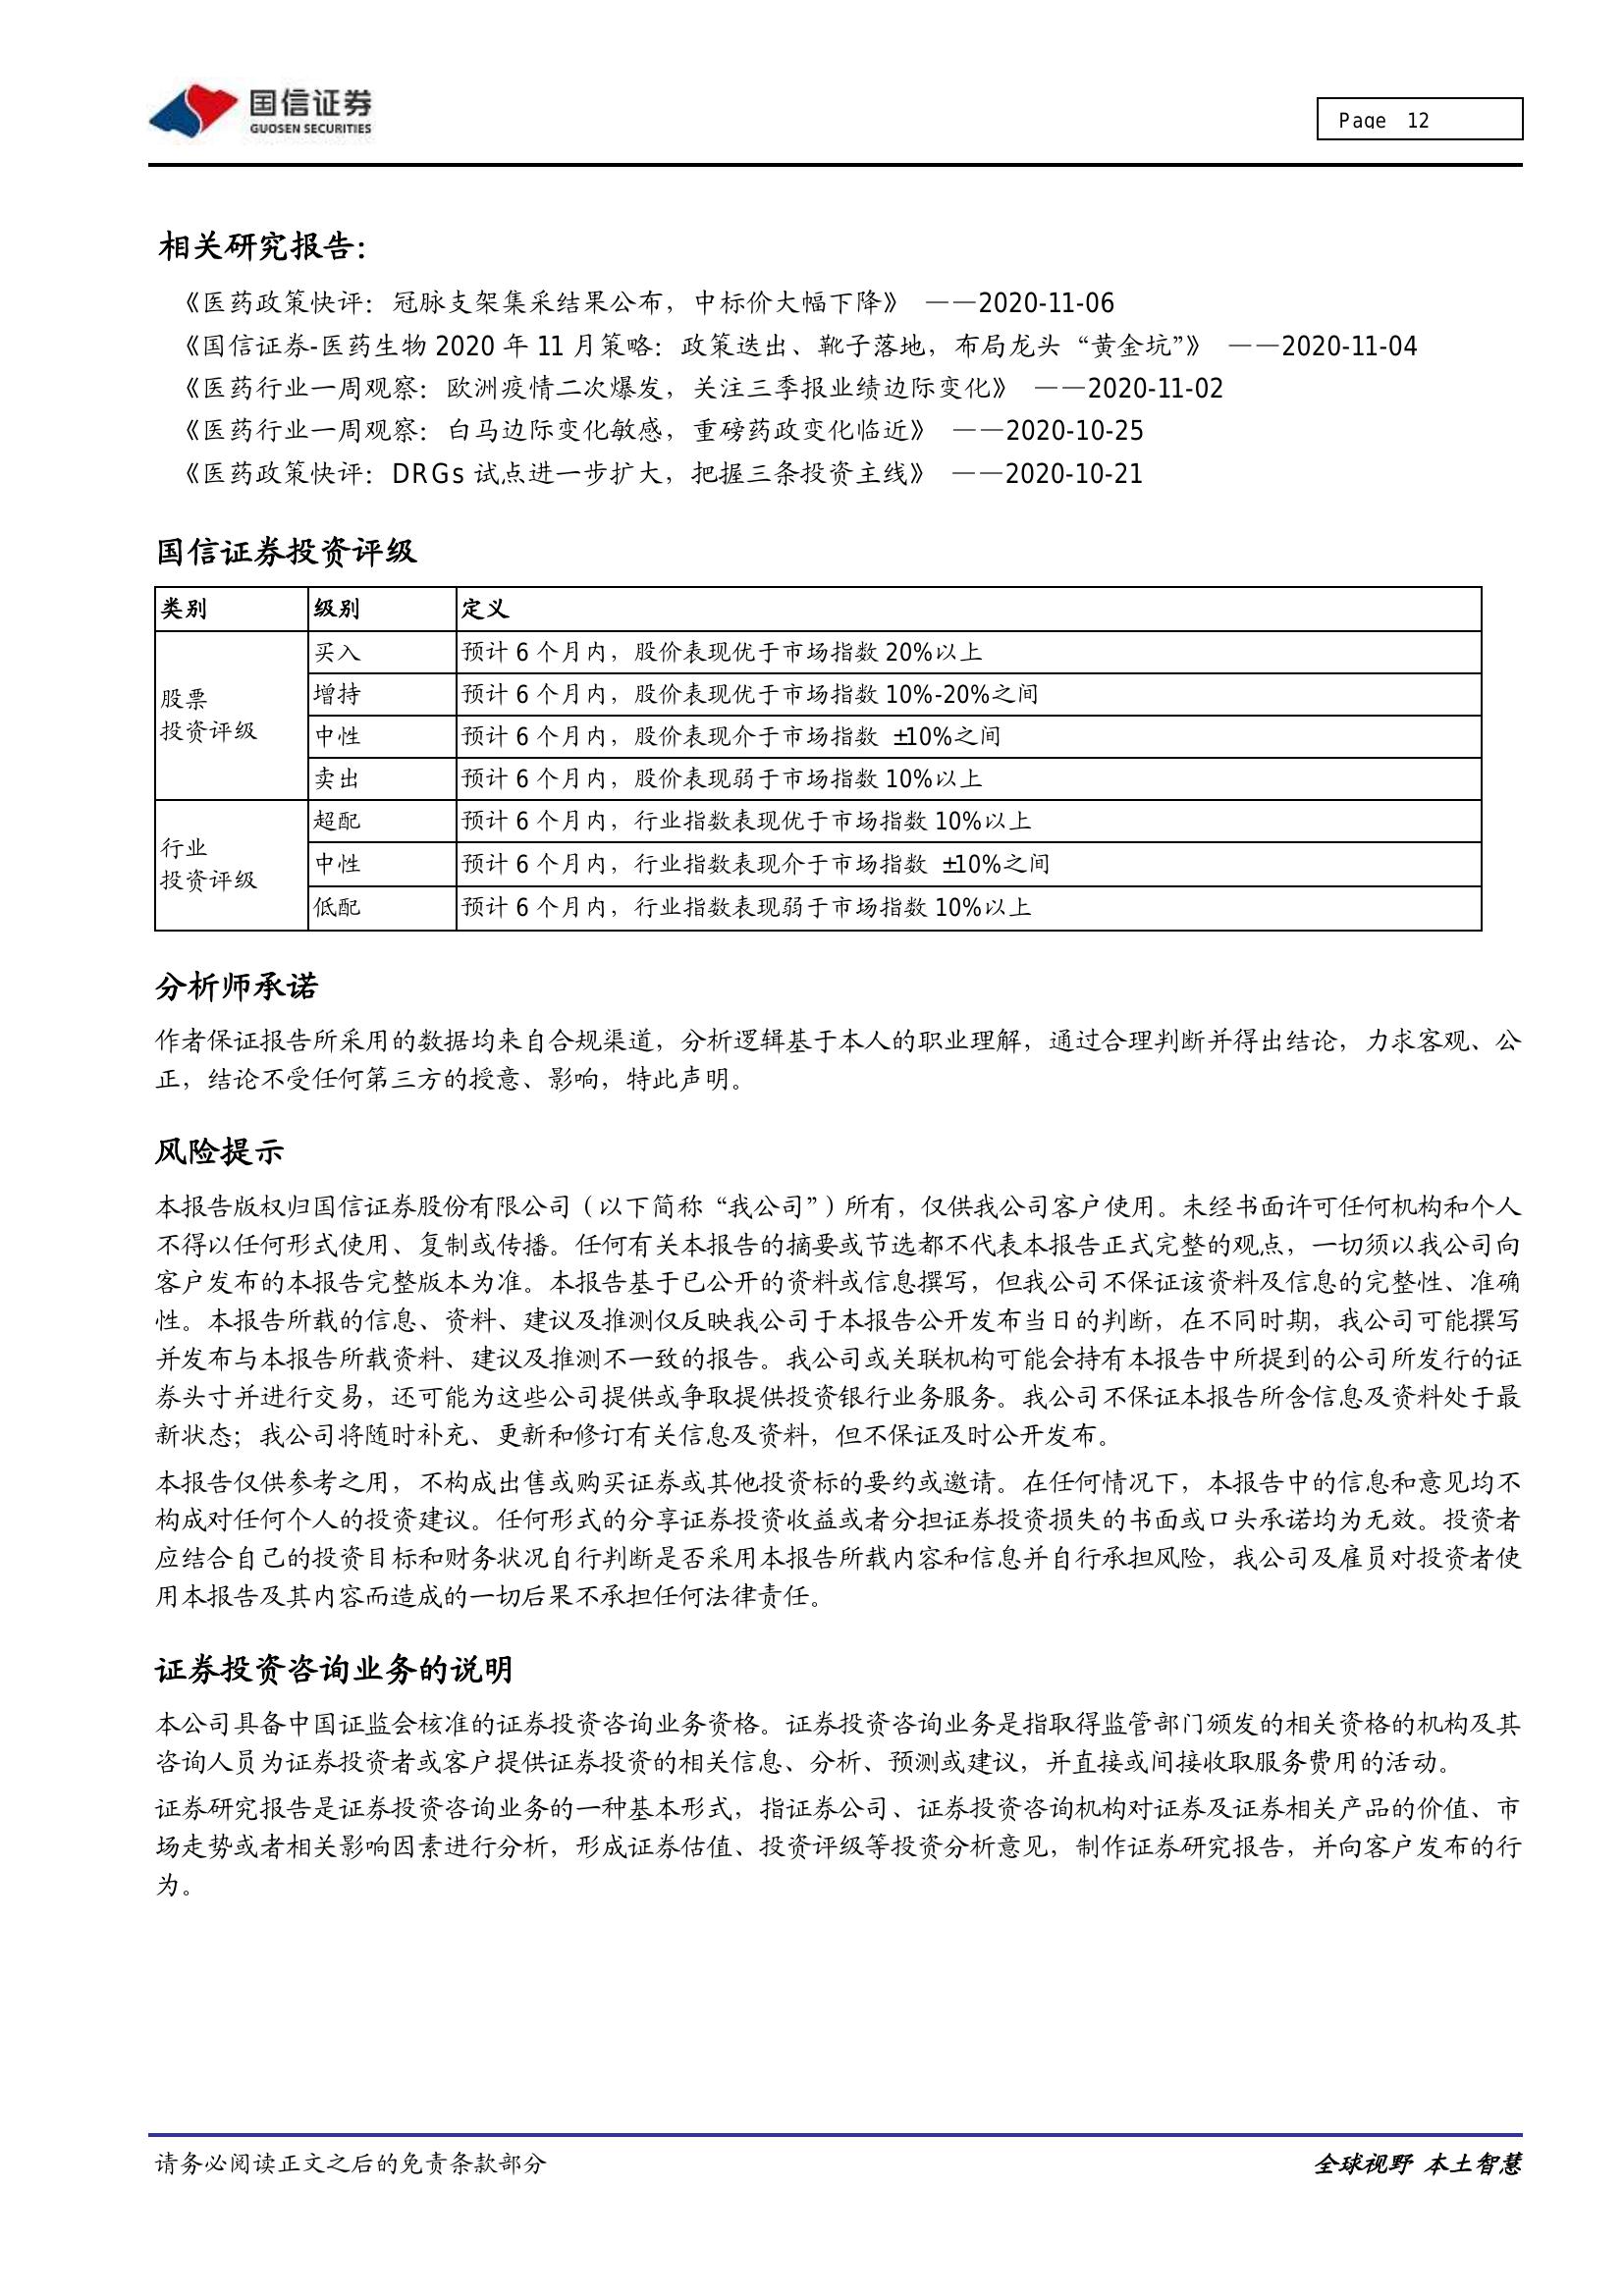 国信证券
GUOSEN SECURITIES
Page 12
相关研究报告：
《医药政策快评：冠脉支架集采结果公布，中标价大幅下降》 ——2020-11-06
《国信证券-医药生物 2020 年 11 月策略：政策迭出、靴子落地，布局龙头“黄金坑”》 ——2020-11-04
《医药行业一周观察：欧洲疫情二次爆发，关注三季报业绩边际变化》 ——2020-11-02
《医药行业一周观察：白马边际变化敏感，重磅药政变化临近》 ——2020-10-25
《医药政策快评：DRGs 试点进一步扩大，把握三条投资主线》 ——2020-10-21
国信证券投资评级
类别 级别 定义
股票
投资评级
买入 预计 6 个月内，股价表现优于市场指数 20%以上
增持 预计 6 个月内，股价表现优于市场指数 10%-20%之间
中性 预计 6 个月内，股价表现介于市场指数 ±10%之间
卖出 预计 6 个月内，股价表现弱于市场指数 10%以上
行业
投资评级
超配 预计 6 个月内，行业指数表现优于市场指数 10%以上
中性 预计 6 个月内，行业指数表现介于市场指数 ±10%之间
低配 预计 6 个月内，行业指数表现弱于市场指数 10%以上
分析师承诺
作者保证报告所采用的数据均来自合规渠道，分析逻辑基于本人的职业理解，通过合理判断并得出结论，力求客观、公
正，结论不受任何第三方的授意、影响，特此声明。
风险提示
本报告版权归国信证券股份有限公司（以下简称“我公司”）所有，仅供我公司客户使用。未经书面许可任何机构和个人
不得以任何形式使用、复制或传播。任何有关本报告的摘要或节选都不代表本报告正式完整的观点，一切须以我公司向
客户发布的本报告完整版本为准。本报告基于已公开的资料或信息撰写，但我公司不保证该资料及信息的完整性、准确
性。本报告所载的信息、资料、建议及推测仅反映我公司于本报告公开发布当日的判断，在不同时期，我公司可能撰写
并发布与本报告所载资料、建议及推测不一致的报告。我公司或关联机构可能会持有本报告中所提到的公司所发行的证
券头寸并进行交易，还可能为这些公司提供或争取提供投资银行业务服务。我公司不保证本报告所含信息及资料处于最
新状态；我公司将随时补充、更新和修订有关信息及资料，但不保证及时公开发布。
本报告仅供参考之用，不构成出售或购买证券或其他投资标的要约或邀请。在任何情况下，本报告中的信息和意见均不
构成对任何个人的投资建议。任何形式的分享证券投资收益或者分担证券投资损失的书面或口头承诺均为无效。投资者
应结合自己的投资目标和财务状况自行判断是否采用本报告所载内容和信息并自行承担风险，我公司及雇员对投资者使
用本报告及其内容而造成的一切后果不承担任何法律责任。
证券投资咨询业务的说明
本公司具备中国证监会核准的证券投资咨询业务资格。证券投资咨询业务是指取得监管部门颁发的相关资格的机构及其
咨询人员为证券投资者或客户提供证券投资的相关信息、分析、预测或建议，并直接或间接收取服务费用的活动。
证券研究报告是证券投资咨询业务的一种基本形式，指证券公司、证券投资咨询机构对证券及证券相关产品的价值、市
场走势或者相关影响因素进行分析，形成证券估值、投资评级等投资分析意见，制作证券研究报告，并向客户发布的行
为。
请务必阅读正文之后的免责条款部分
全球视野 本土智慧